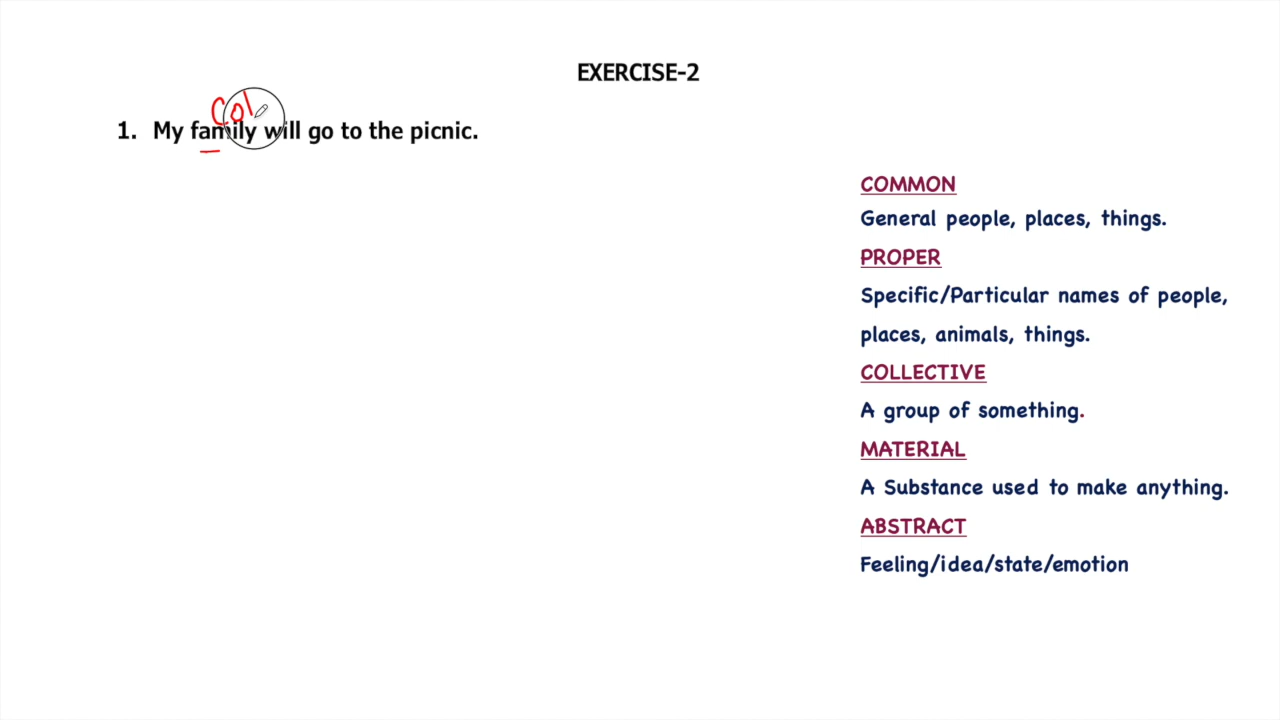 EXERCISE-2
Col
1. My family will go to the picnic.
COMMON
General people, places, things.
PROPER
Specific/Particular names of people,
places, animals, things.
COLLECTIVE
A group of something.
MATERIAL
A Substance used to make anything.
ABSTRACT
Feeling/idea/state/emotion